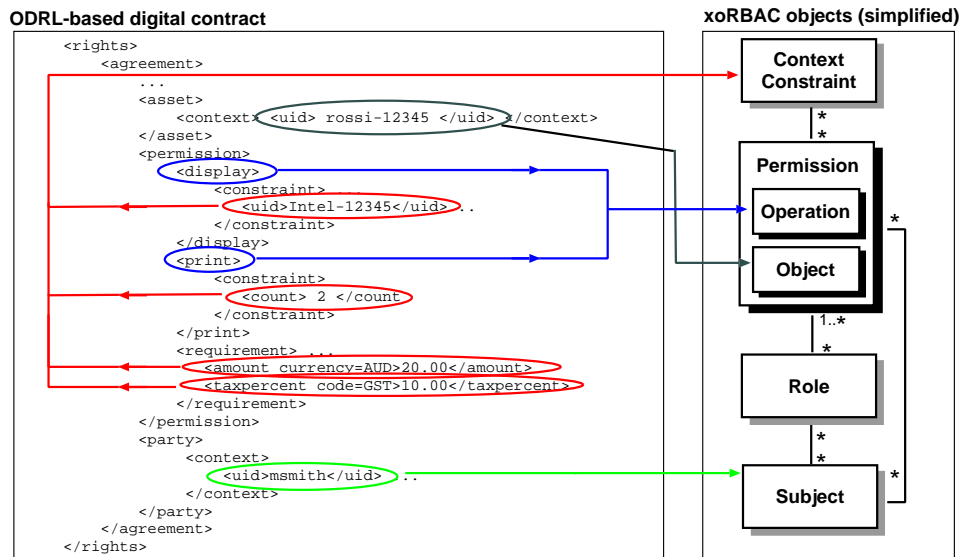 ODRL-based digital contract
<rights>
<agreement>
...
<asset>
<context> <uid> rossi-12345 </uid> </context>
</asset>
<permission>
<display>
<constraint> ...
<uid>Intel-12345</uid> ..
</constraint>
</display>
<print>
<constraint>
<count> 2 </count
</constraint>
</print>
<requirement> ...
<amount currency=AUD>20.00</amount>
<taxpercent code=GST>10.00</taxpercent>
</requirement>
</permission>
<party>
<context>
<uid>msmith</uid> ..
</context>
</party>
</agreement>
</rights>
xoRBAC objects (simplified)
Context
Constraint
*
*
Permission
Operation
*
Object
1..*
*
Role
*
*
*
Subject